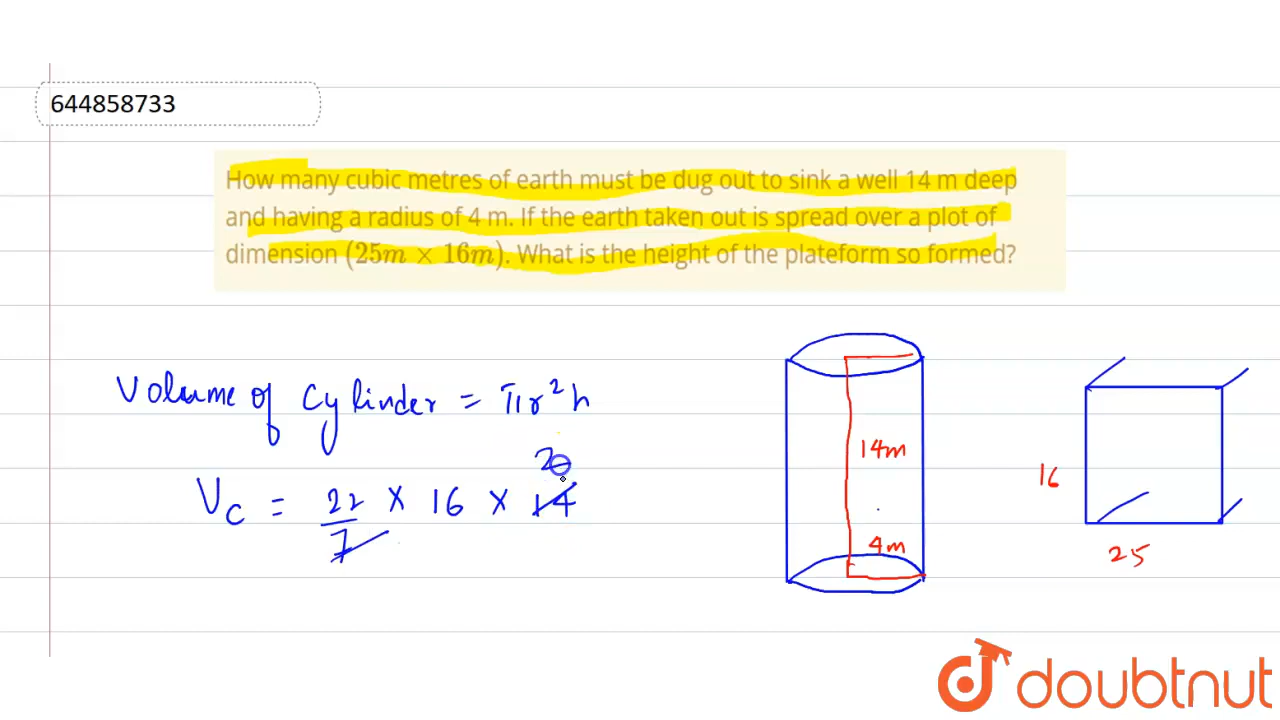 644858733
How many cubic metres of earth must be dug out to sink a well 14 m deep
and having a radius of 4 m. If the earth taken out is spread over a plot of
dimension (25m × 16m). What is the height of the plateform so formed?
Volume of Cylinder = πr²h
2
V_C = 22/7 × 16 × 14
14m
4m
16
25
doubtnut